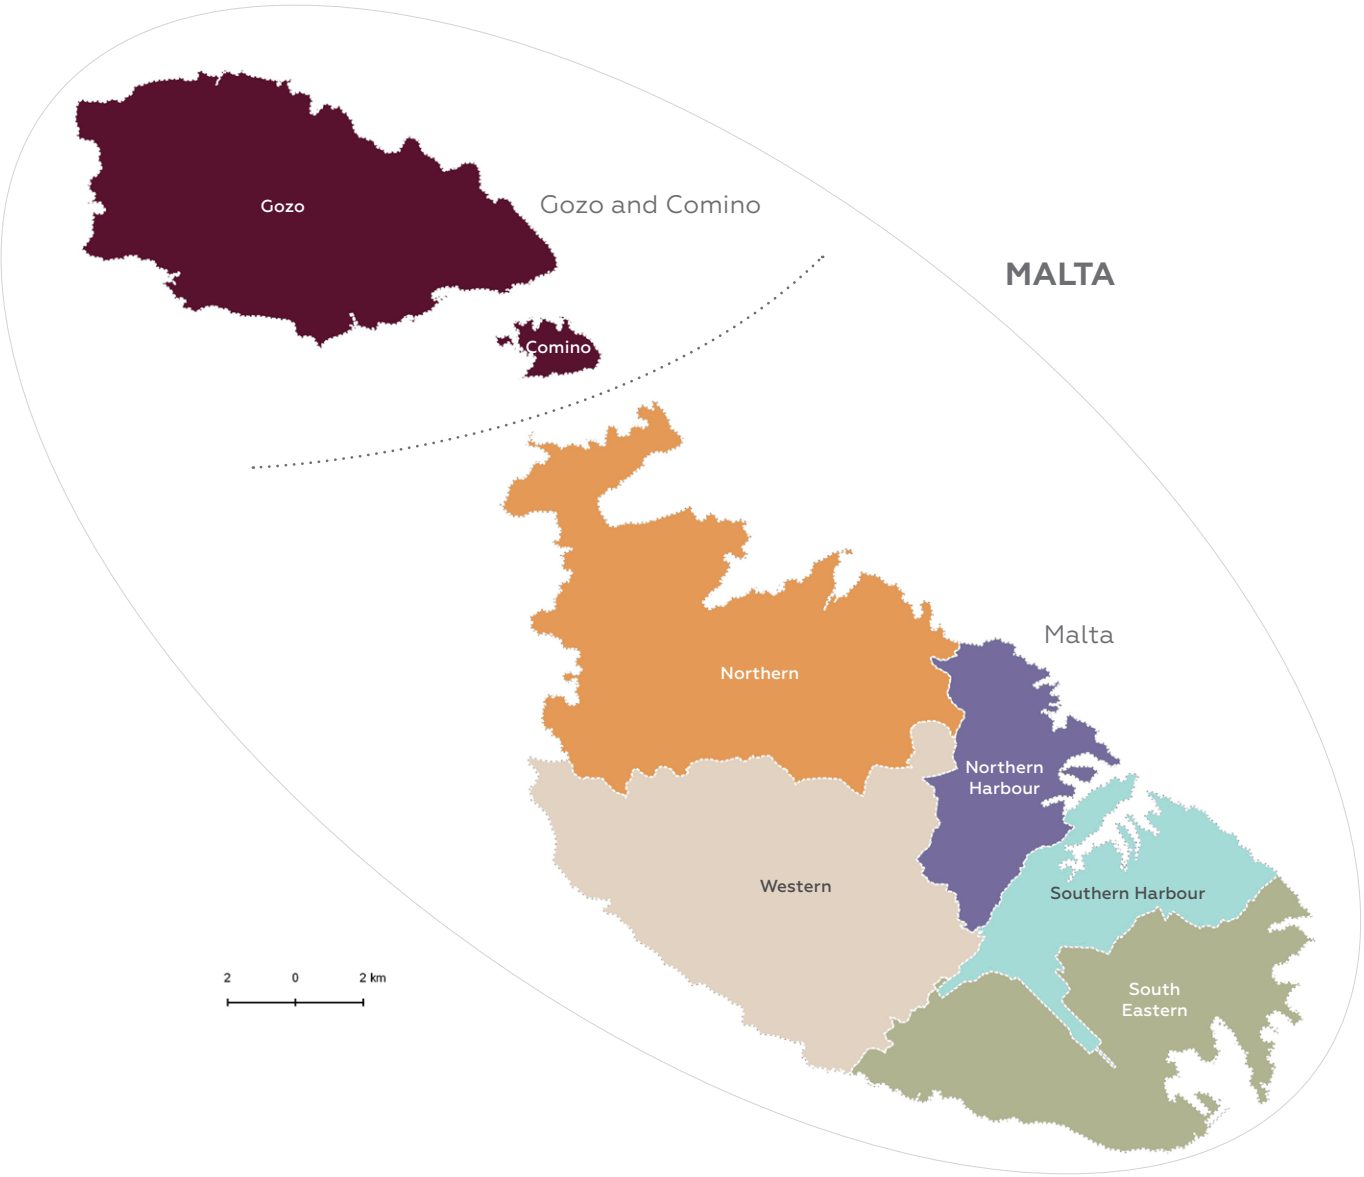 Gozo
Gozo and Comino
MALTA
Comino
Malta
Northern
Northern
Harbour
Western
Southern Harbour
South
Eastern
2 0 2 km